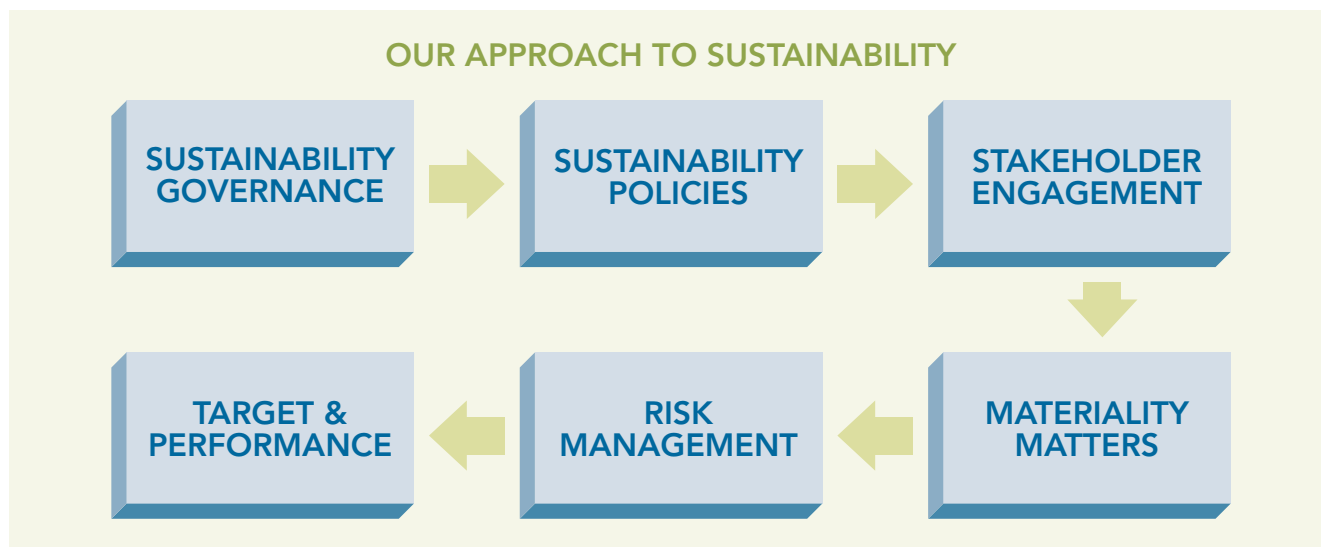 OUR APPROACH TO SUSTAINABILITY
SUSTAINABILITY
GOVERNANCE
SUSTAINABILITY
POLICIES
STAKEHOLDER
ENGAGEMENT
MATERIALITY
MATTERS
RISK
MANAGEMENT
TARGET &
PERFORMANCE